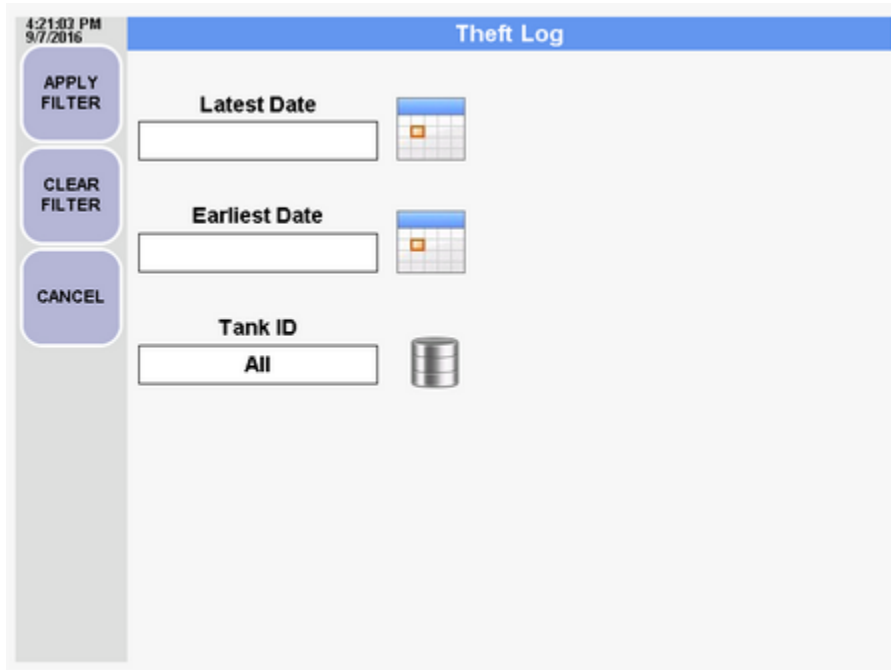 4:21:03 PM
9/7/2016
Theft Log
APPLY
FILTER
Latest Date
CLEAR
FILTER
Earliest Date
CANCEL
Tank ID
All